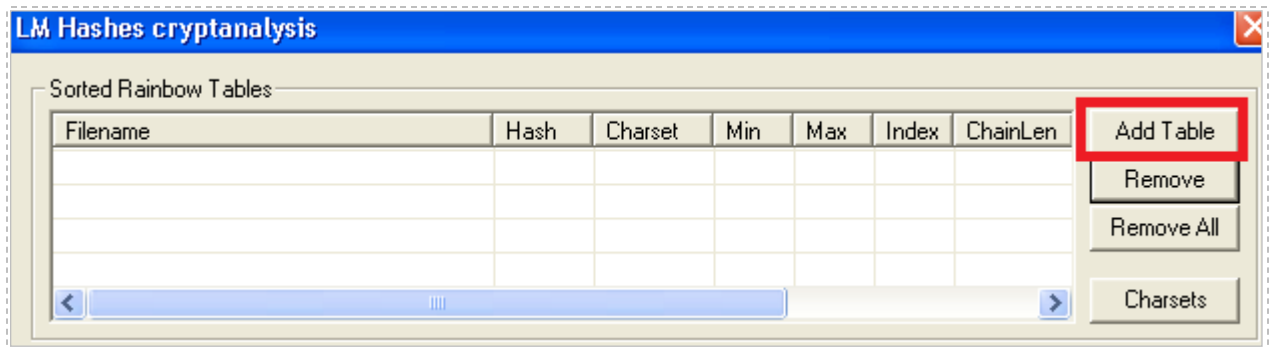 LM Hashes cryptanalysis
Sorted Rainbow Tables
Filename Hash Charset Min Max Index ChainLen Add Table
Remove
Remove All
Charsets